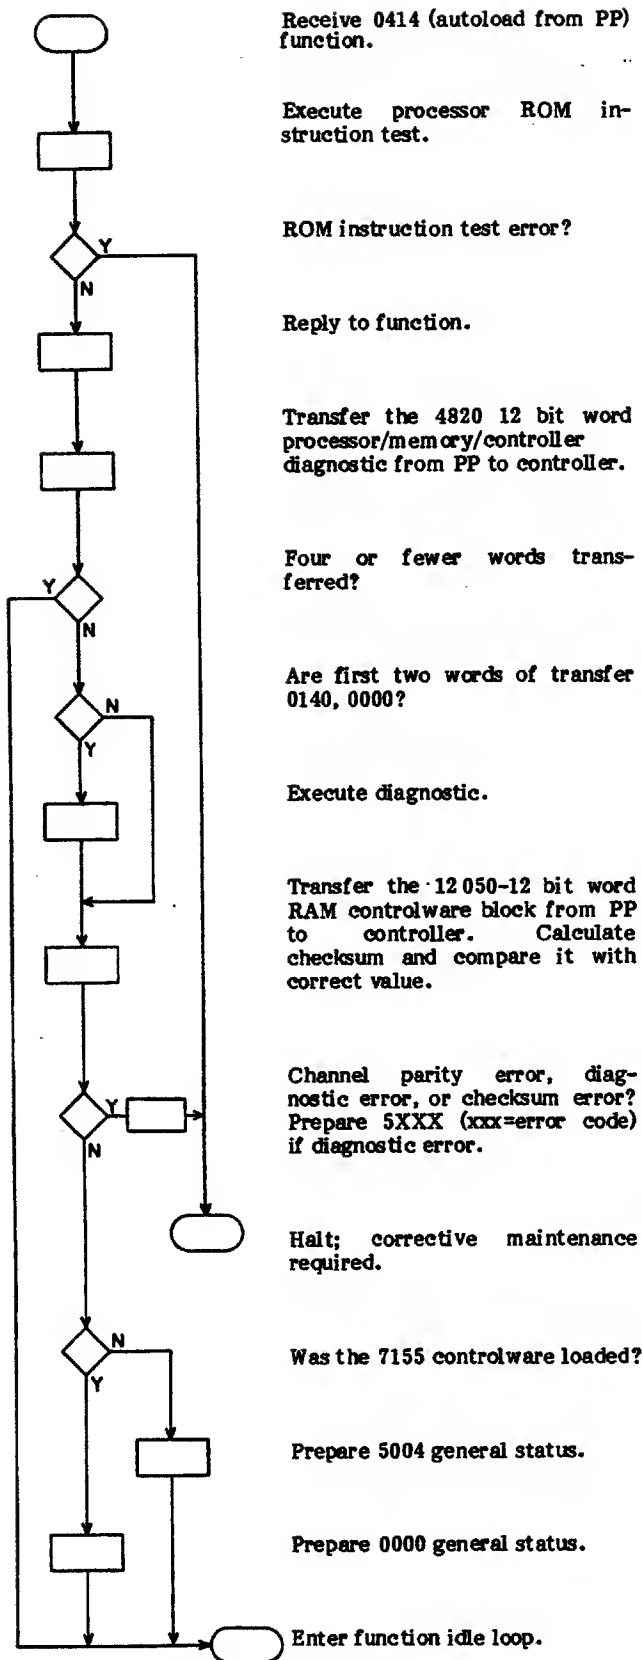 Receive 0414 (autoload from PP)
function.
Execute processor ROM in-
struction test.
Y
ROM instruction test error?
N
Reply to function.
Transfer the 4820 12 bit word
processor/memory/controller
diagnostic from PP to controller.
Four or fewer words trans-
ferred?
Y
N
Are first two words of transfer
0140, 0000?
N
Y
Execute diagnostic.
Transfer the 12 050-12 bit word
RAM controlware block from PP
to controller. Calculate
checksum and compare it with
correct value.
Channel parity error, diag-
nostic error, or checksum error?
Prepare 5XXX (xxx=error code)
if diagnostic error.
Y
N
Halt; corrective maintenance
required.
N
Was the 7155 controlware loaded?
Y
Prepare 5004 general status.
Prepare 0000 general status.
Enter function idle loop.